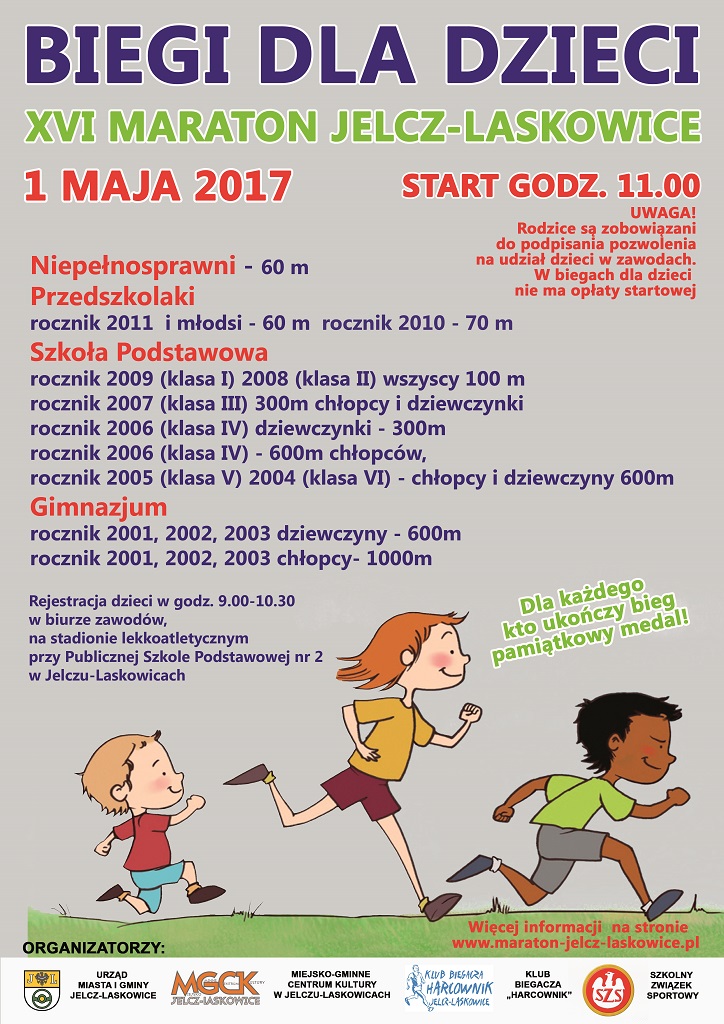 BIEGI DLA DZIECI
XVI MARATON JELCZ-LASKOWICE
1 MAJA 2017
START GODZ. 11.00
UWAGA!
Rodzice są zobowiązani
do podpisania pozwolenia
na udział dzieci w zawodach.
W biegach dla dzieci
nie ma opłaty startowej
Niepełnosprawni - 60 m
Przedszkolaki
rocznik 2011 i młodsi - 60 m rocznik 2010 - 70 m
Szkoła Podstawowa
rocznik 2009 (klasa I) 2008 (klasa II) wszyscy 100 m
rocznik 2007 (klasa III) 300m chłopcy i dziewczynki
rocznik 2006 (klasa IV) dziewczynki - 300m
rocznik 2006 (klasa IV) - 600m chłopców,
rocznik 2005 (klasa V) 2004 (klasa VI) - chłopcy i dziewczyny 600m
Gimnazjum
rocznik 2001, 2002, 2003 dziewczyny - 600m
rocznik 2001, 2002, 2003 chłopcy- 1000m
Rejestracja dzieci w godz. 9.00-10.30
w biurze zawodów,
na stadionie lekkoatletycznym
przy Publicznej Szkole Podstawowej nr 2
w Jelczu-Laskowicach
Dla każdego
kto ukończy bieg
pamiątkowy medal!
Więcej informacji na stronie
www.maraton-jelcz-laskowice.pl
ORGANIZATORZY:
J L
URZĄD
MIASTA I GMINY
JELCZ-LASKOWICE
MGCK
JELCZ-LASKOWICE
MIEJSKO-GMINNE
CENTRUM KULTURY
W JELCZU-LASKOWICACH
KLUB BIEGACZA
HARCOWNIK
JELCZ-LASKOWICE
KLUB
BIEGACZA
„HARCOWNIK”
SZS
SZKOLNY
ZWIĄZEK
SPORTOWY